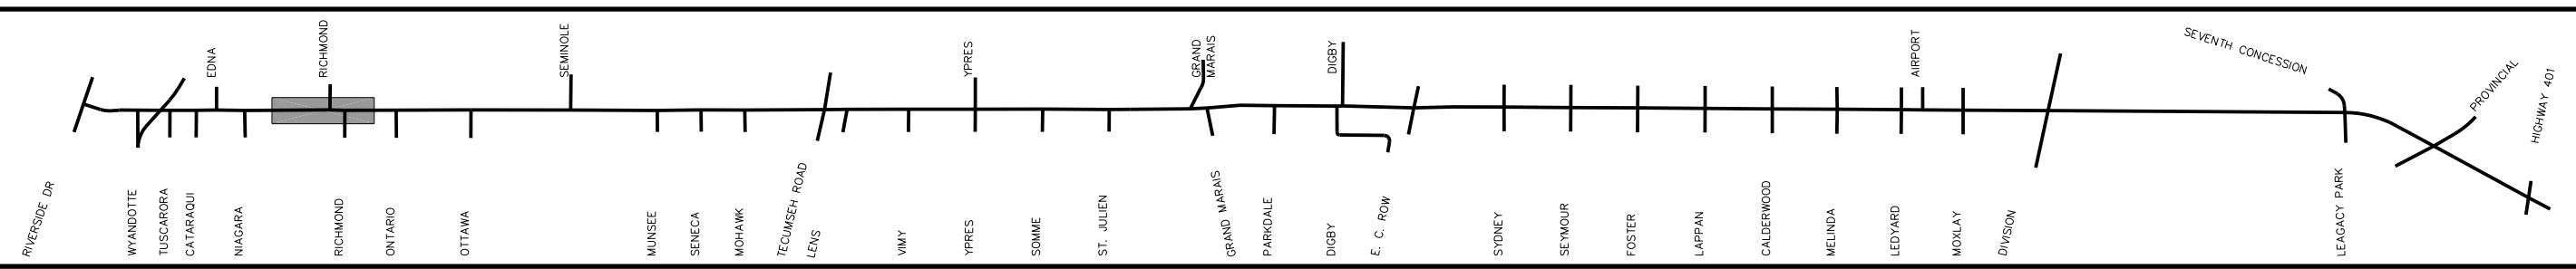 EDNA
RICHMOND
SEMINOLE
YPRES
GRAND
MARAIS
DIGBY
AIRPORT
SEVENTH CONCESSION
PROVINCIAL
HIGHWAY 401
RIVERSIDE DR
WYANDOTTE
TUSCARORA
CATARAQUI
NIAGARA
RICHMOND
ONTARIO
OTTAWA
MUNSEE
SENECA
MOHAWK
TECUMSEH ROAD
LENS
VIMY
YPRES
SOMME
ST. JULIEN
GRAND MARAIS
PARKDALE
DIGBY
E. C. ROW
SYDNEY
SEYMOUR
FOSTER
LAPPAN
CALDERWOOD
MELINDA
LEDYARD
MOXLAY
DIVISION
LEAGACY PARK